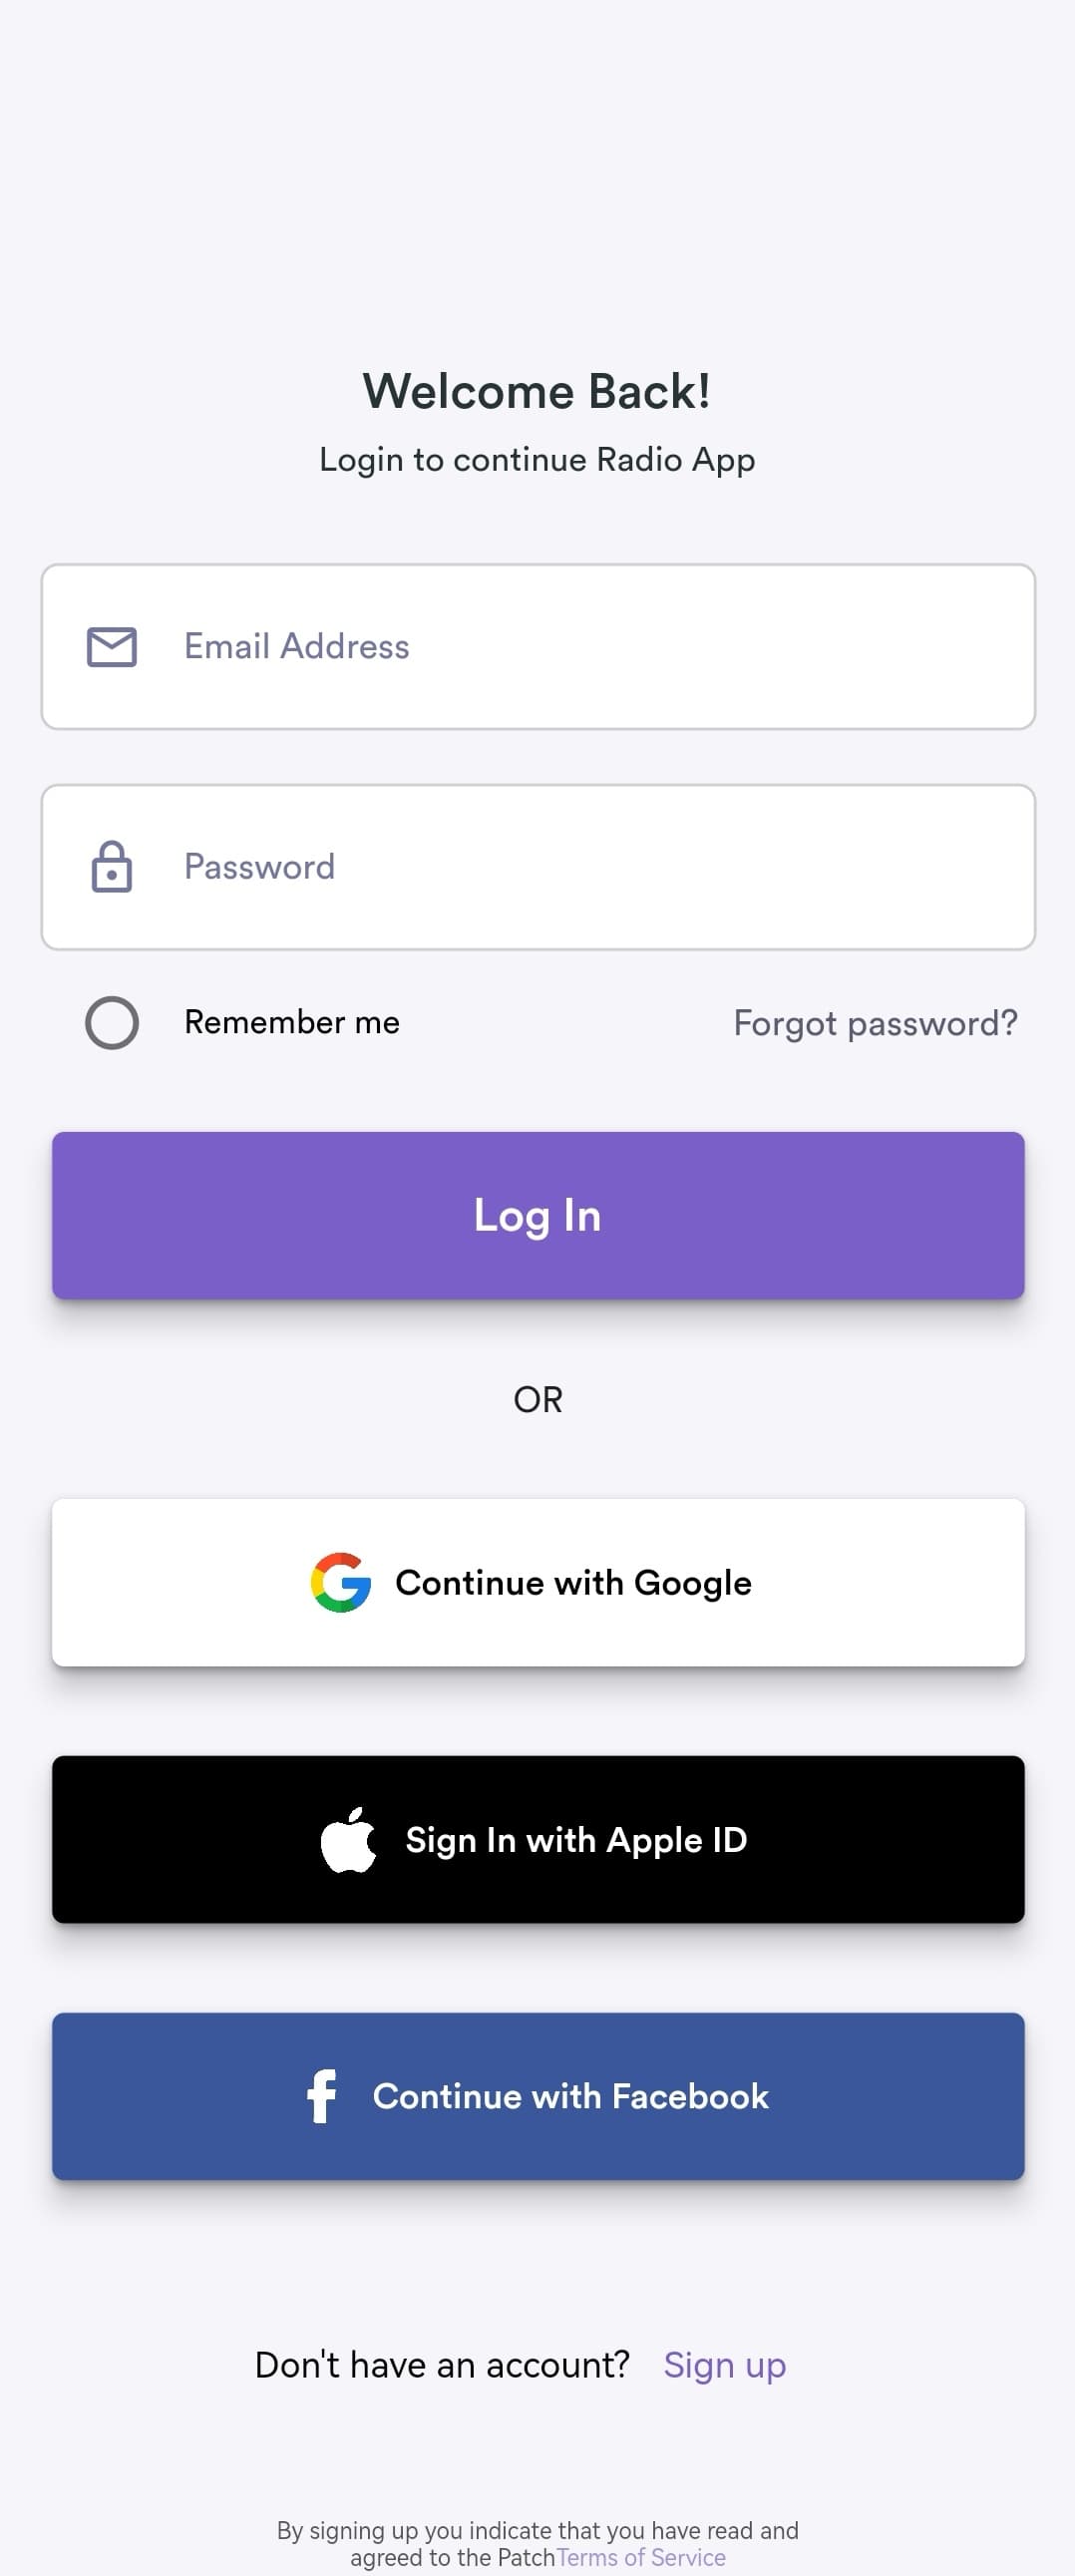 Welcome Back!
Login to continue Radio App
Email Address
Password
Remember me Forgot password?
Log In
OR
Continue with Google
Sign In with Apple ID
Continue with Facebook
Don't have an account? Sign up
By signing up you indicate that you have read and
agreed to the PatchTerms of Service